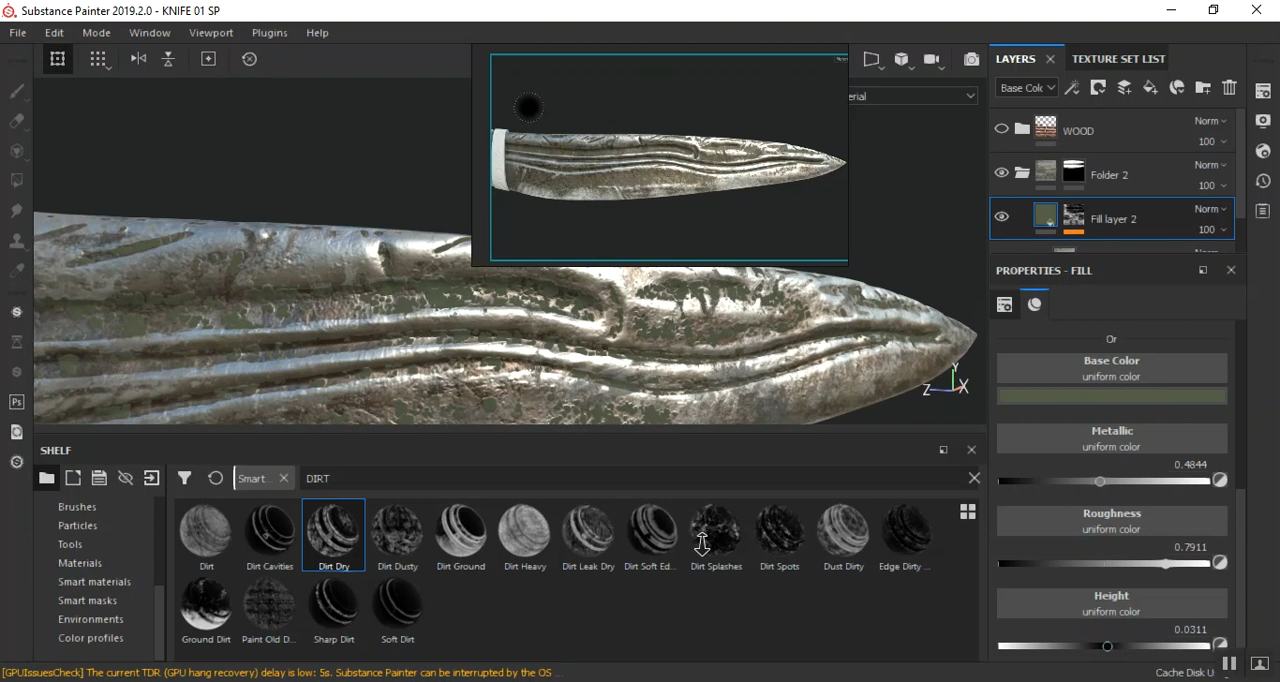 Substance Painter 2019.2.0 - KNIFE 01 SP
File Edit Mode Window Viewport Plugins Help
LAYERS TEXTURE SET LIST
Base Col
erial
WOOD Norm 100
Folder 2 Norm 100
Fill layer 2 Norm 100
PROPERTIES - FILL
Or
Base Color
uniform color
Metallic
uniform color
0.4844
Roughness
uniform color
0.7911
Height
uniform color
0.0311
Y
Z X
SHELF
Smart... DIRT
Brushes
Particles
Tools
Materials
Smart materials
Smart masks
Environments
Color profiles
Dirt Dirt Cavities Dirt Dry Dirt Dusty Dirt Ground Dirt Heavy Dirt Leak Dry Dirt Soft Ed... Dirt Splashes Dirt Spots Dust Dirty Edge Dirty ...
Ground Dirt Paint Old D... Sharp Dirt Soft Dirt
Ps
[GPUIssuesCheck] The current TDR (GPU hang recovery) delay is low: 5s. Substance Painter can be interrupted by the OS ...
Cache Disk U